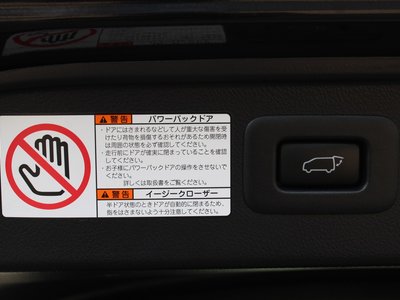 警告 パワーバックドア
・ドアにはさまれるなどして人が重大な傷害を受
けたり荷物を損傷するおそれがあるため開閉時
は周囲の状態を必ず確認してください。
・走行前にドアが確実に閉まっていることを確認
してください。
・お子様にパワーバックドアの操作をさせないで
ください。
詳しくは取扱書をご覧ください。
警告 イージークローザー
半ドア状態のときドアが自動的に閉まるため、
指をはさまないよう十分注意してください。